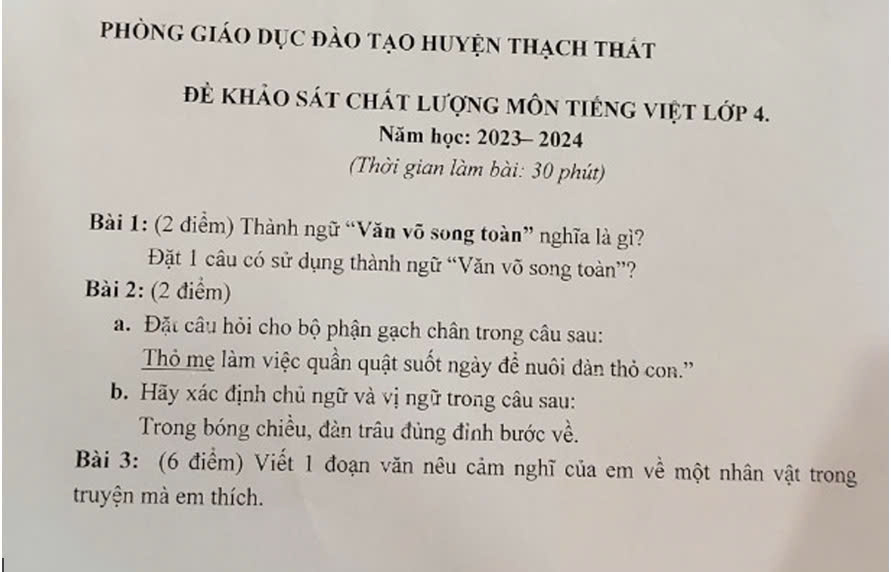 PHÒNG GIÁO DỤC ĐÀO TẠO HUYỆN THẠCH THẤT
ĐỀ KHẢO SÁT CHẤT LƯỢNG MÔN TIẾNG VIỆT LỚP 4.
Năm học: 2023– 2024
(Thời gian làm bài: 30 phút)
Bài 1: (2 điểm) Thành ngữ “Văn võ song toàn” nghĩa là gì?
Đặt 1 câu có sử dụng thành ngữ “Văn võ song toàn”?
Bài 2: (2 điểm)
a. Đặt câu hỏi cho bộ phận gạch chân trong câu sau:
Thỏ mẹ làm việc quần quật suốt ngày để nuôi đàn thỏ con.”
b. Hãy xác định chủ ngữ và vị ngữ trong câu sau:
Trong bóng chiều, đàn trâu đủng đỉnh bước về.
Bài 3: (6 điểm) Viết 1 đoạn văn nêu cảm nghĩ của em về một nhân vật trong
truyện mà em thích.